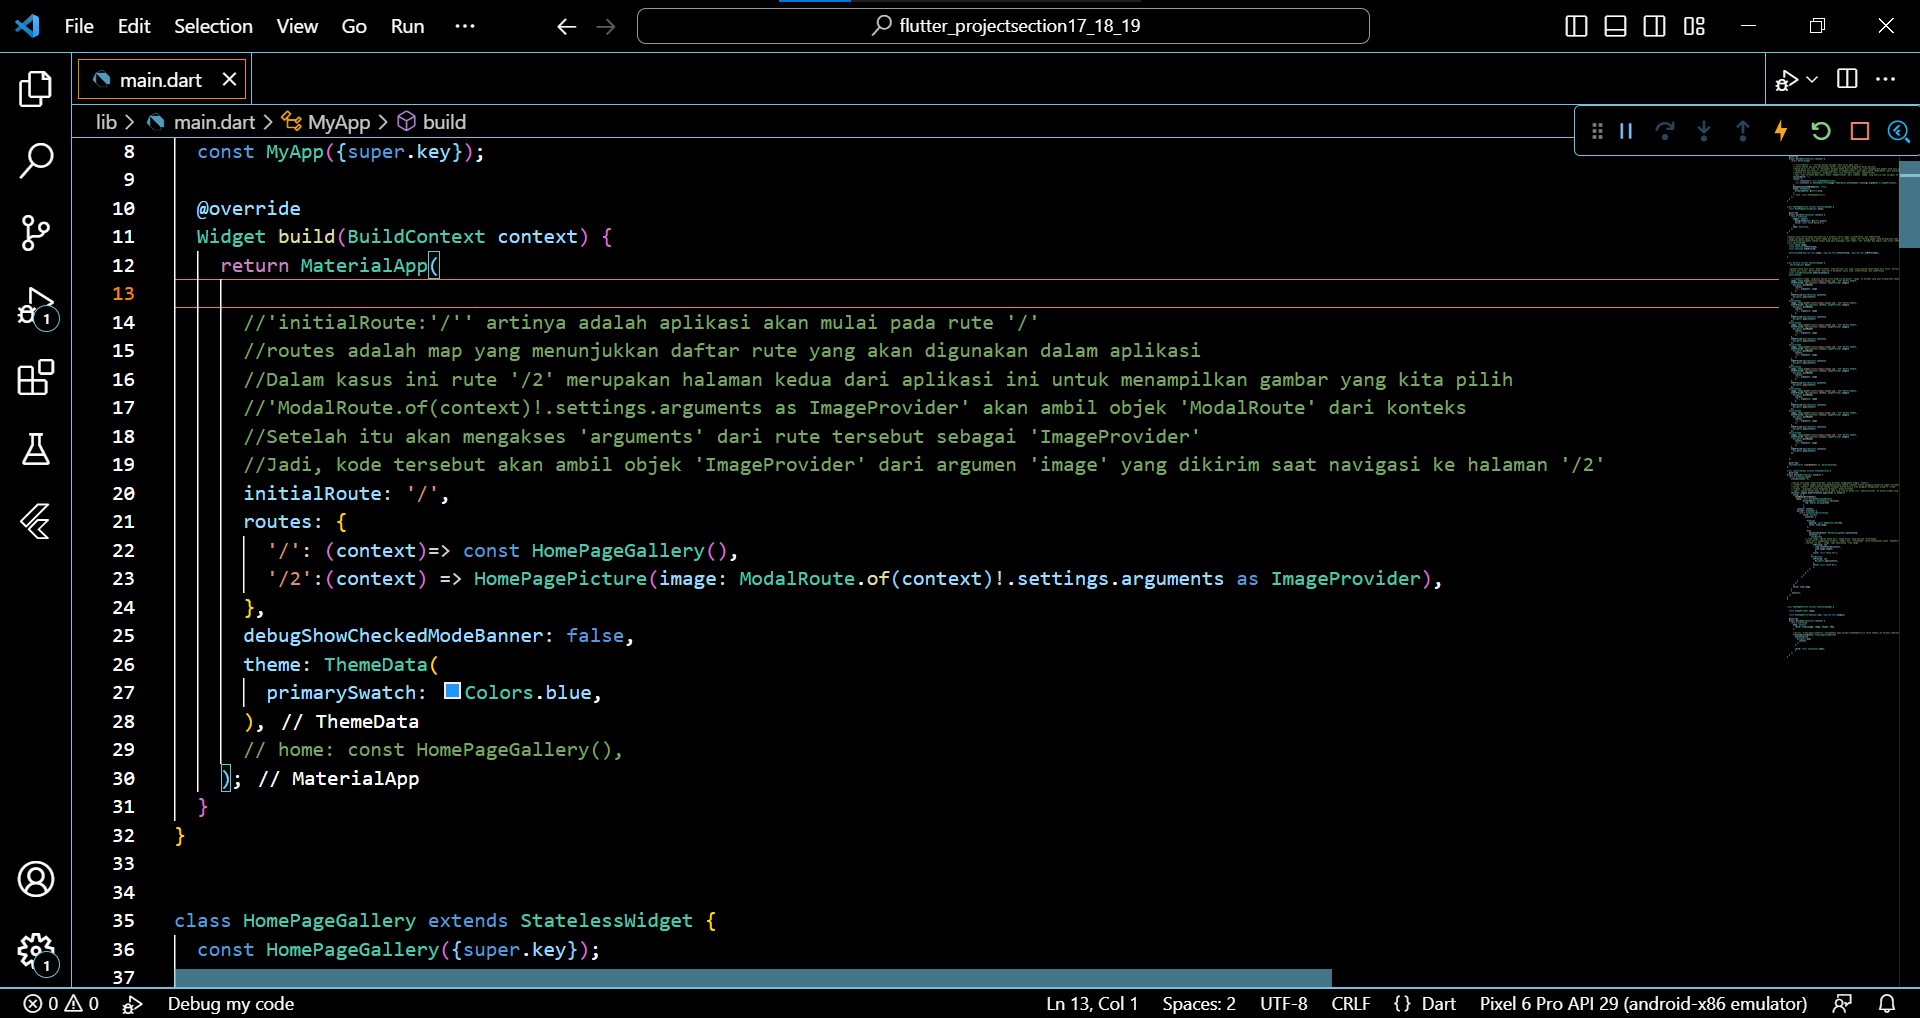 File Edit Selection View Go Run ···
flutter_projectsection17_18_19
main.dart
lib > main.dart > MyApp > build
8 const MyApp({super.key});
9
10 @override
11 Widget build(BuildContext context) {
12 return MaterialApp(
13
14 //'initialRoute:'/'' artinya adalah aplikasi akan mulai pada rute '/'
15 //routes adalah map yang menunjukkan daftar rute yang akan digunakan dalam aplikasi
16 //Dalam kasus ini rute '/2' merupakan halaman kedua dari aplikasi ini untuk menampilkan gambar yang kita pilih
17 //'ModalRoute.of(context)!.settings.arguments as ImageProvider' akan ambil objek 'ModalRoute' dari konteks
18 //Setelah itu akan mengakses 'arguments' dari rute tersebut sebagai 'ImageProvider'
19 //Jadi, kode tersebut akan ambil objek 'ImageProvider' dari argumen 'image' yang dikirim saat navigasi ke halaman '/2'
20 initialRoute: '/',
21 routes: {
22 '/': (context)=> const HomePageGallery(),
23 '/2':(context) => HomePagePicture(image: ModalRoute.of(context)!.settings.arguments as ImageProvider),
24 },
25 debugShowCheckedModeBanner: false,
26 theme: ThemeData(
27 primarySwatch: Colors.blue,
28 ), // ThemeData
29 // home: const HomePageGallery(),
30 ); // MaterialApp
31 }
32 }
33
34
35 class HomePageGallery extends StatelessWidget {
36 const HomePageGallery({super.key});
37
1
1
0 0 Debug my code Ln 13, Col 1 Spaces: 2 UTF-8 CRLF {} Dart Pixel 6 Pro API 29 (android-x86 emulator)